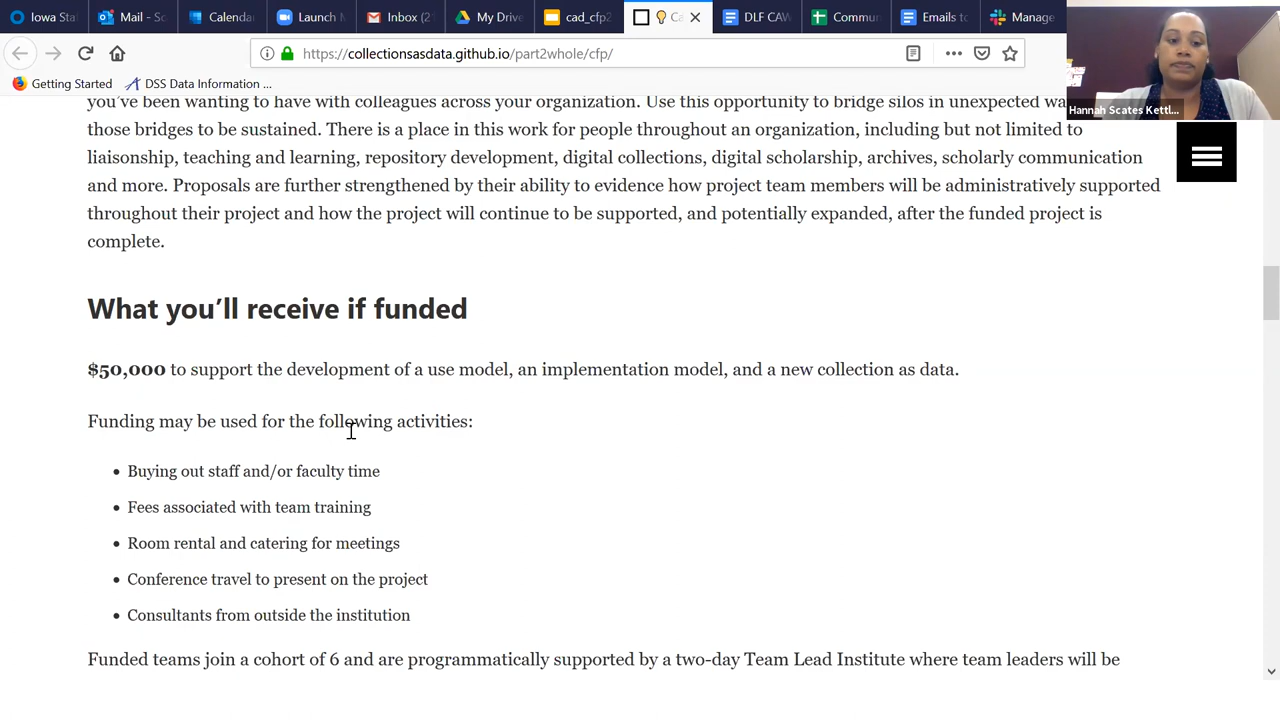 Iowa Sta
Mail - Sc
Calenda
Launch M
Inbox (2
My Drive
cad_cfp2
Ca
DLF CAW
Commun
Emails to
Manage
https://collectionsasdata.github.io/part2whole/cfp/
Getting Started
DSS Data Information ...
Hannah Scates Kettl...
you’ve been wanting to have with colleagues across your organization. Use this opportunity to bridge silos in unexpected wa
those bridges to be sustained. There is a place in this work for people throughout an organization, including but not limited to
liaisonship, teaching and learning, repository development, digital collections, digital scholarship, archives, scholarly communication
and more. Proposals are further strengthened by their ability to evidence how project team members will be administratively supported
throughout their project and how the project will continue to be supported, and potentially expanded, after the funded project is
complete.
What you’ll receive if funded
$50,000 to support the development of a use model, an implementation model, and a new collection as data.
Funding may be used for the following activities:
• Buying out staff and/or faculty time
• Fees associated with team training
• Room rental and catering for meetings
• Conference travel to present on the project
• Consultants from outside the institution
Funded teams join a cohort of 6 and are programmatically supported by a two-day Team Lead Institute where team leaders will be